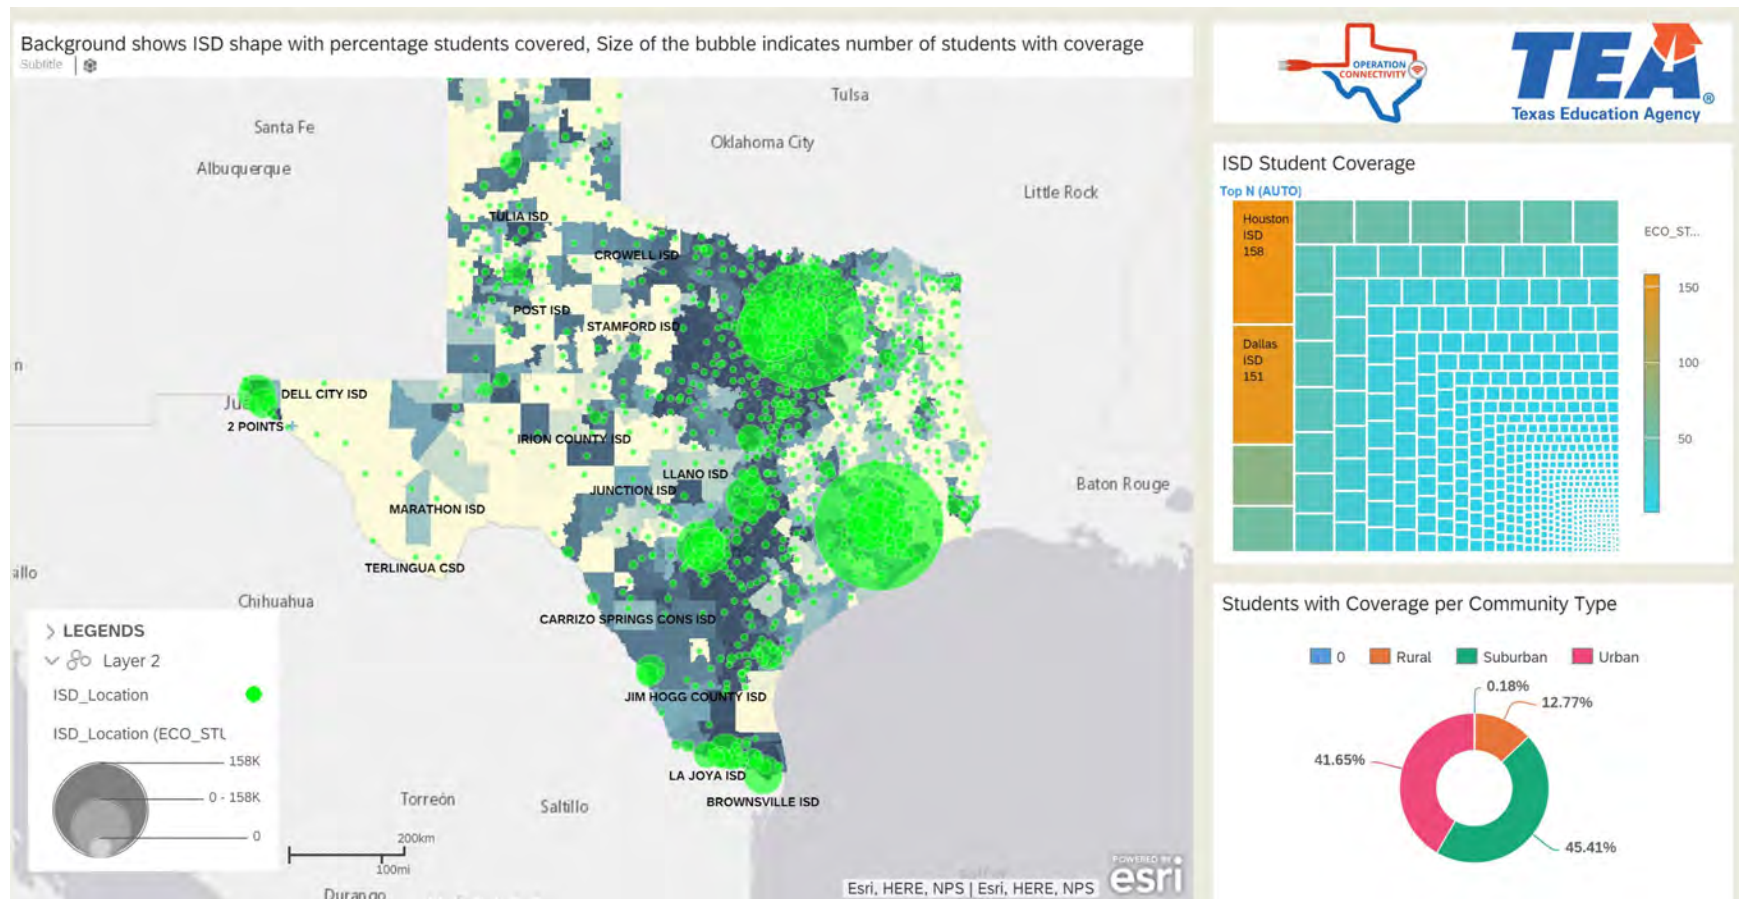 Background shows ISD shape with percentage students covered, Size of the bubble indicates number of students with coverage
Subtitle
Tulsa
Santa Fe
Oklahoma City
Albuquerque
Little Rock
TULIA ISD
CROWELL ISD
POST ISD
STAMFORD ISD
DELL CITY ISD
2 POINTS
IRION COUNTY ISD
LLANO ISD
JUNCTION ISD
Baton Rouge
MARATHON ISD
TERLINGUA CSD
Chihuahua
CARRIZO SPRINGS CONS ISD
JIM HOGG COUNTY ISD
LA JOYA ISD
BROWNSVILLE ISD
Torreón
Saltillo
Durango
LEGENDS
Layer 2
ISD_Location
ISD_Location (ECO_STU
158K
0 - 158K
0
200km
100mi
Esri, HERE, NPS | Esri, HERE, NPS
POWERED BY
esri
OPERATION
CONNECTIVITY
TEA®
Texas Education Agency
ISD Student Coverage
Top N (AUTO)
Houston
ISD
158
Dallas
ISD
151
ECO_ST...
150
100
50
Students with Coverage per Community Type
0 Rural Suburban Urban
0.18%
12.77%
41.65%
45.41%